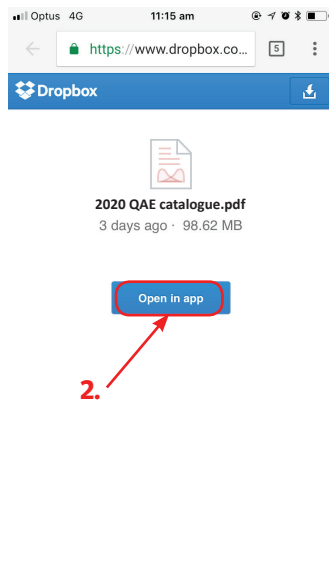 Optus 4G 11:15 am
https://www.dropbox.co... 5
Dropbox
2020 QAE catalogue.pdf
3 days ago · 98.62 MB
Open in app
2.